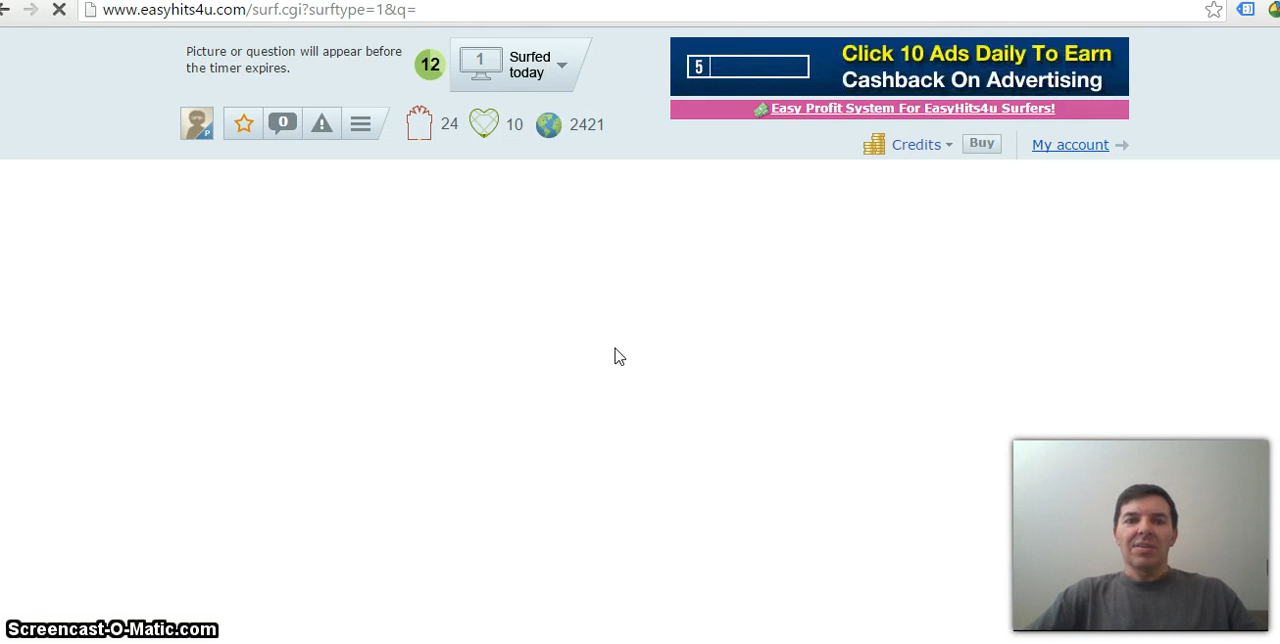 www.easyhits4u.com/surf.cgi?surftype=1&q=
Picture or question will appear before
the timer expires.
12
1
Surfed
today
5
Click 10 Ads Daily To Earn
Cashback On Advertising
Easy Profit System For EasyHits4u Surfers!
P
0
24
10
2421
Credits
Buy
My account
Screencast-O-Matic.com